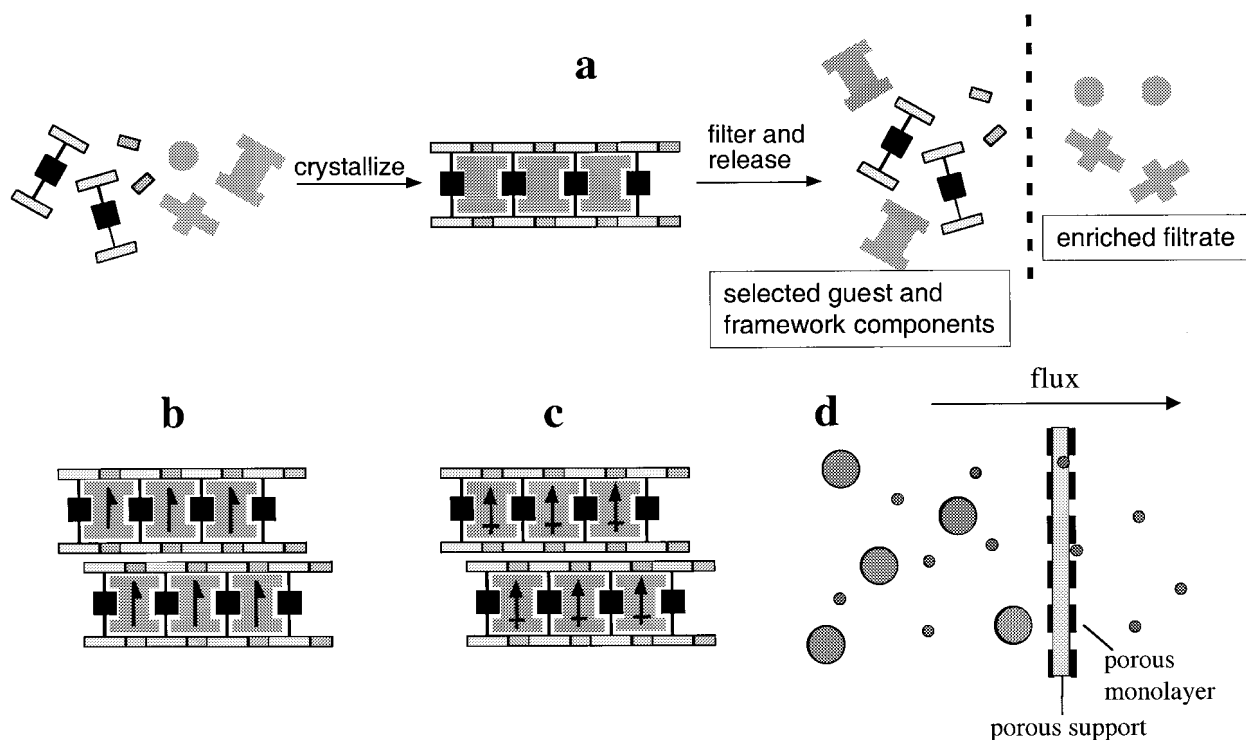 a
crystallize
filter and
release
enriched filtrate
selected guest and
framework components
b
c
d
flux
porous
monolayer
porous support